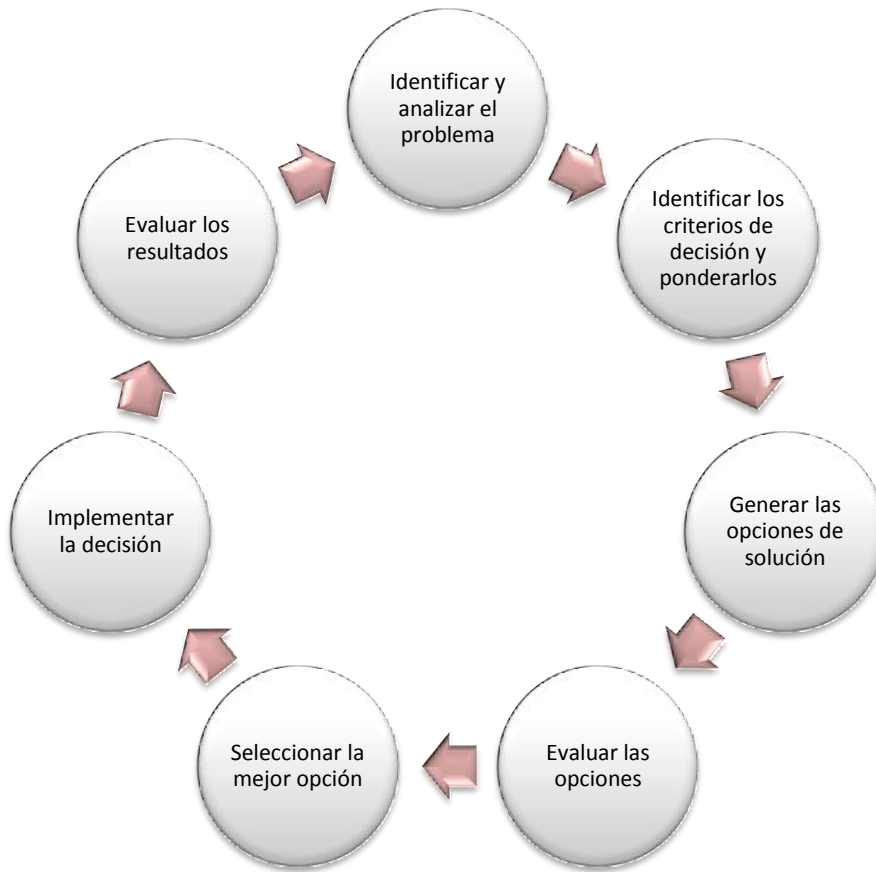 Identificar y
analizar el
problema
Identificar los
criterios de
decisión y
ponderarlos
Generar las
opciones de
solución
Evaluar las
opciones
Seleccionar la
mejor opción
Implementar
la decisión
Evaluar los
resultados